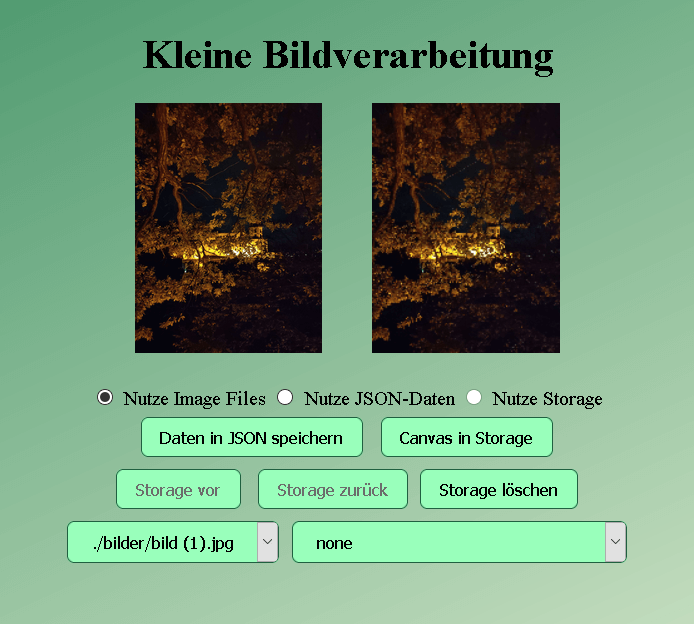 Kleine Bildverarbeitung
Nutze Image Files Nutze JSON-Daten Nutze Storage
Daten in JSON speichern Canvas in Storage
Storage vor Storage zurück Storage löschen
./bilder/bild (1).jpg none